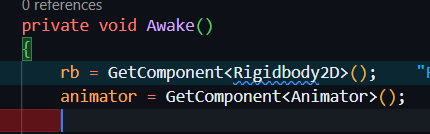 0 references
private void Awake()
{
rb = GetComponent<Rigidbody2D>();
animator = GetComponent<Animator>();